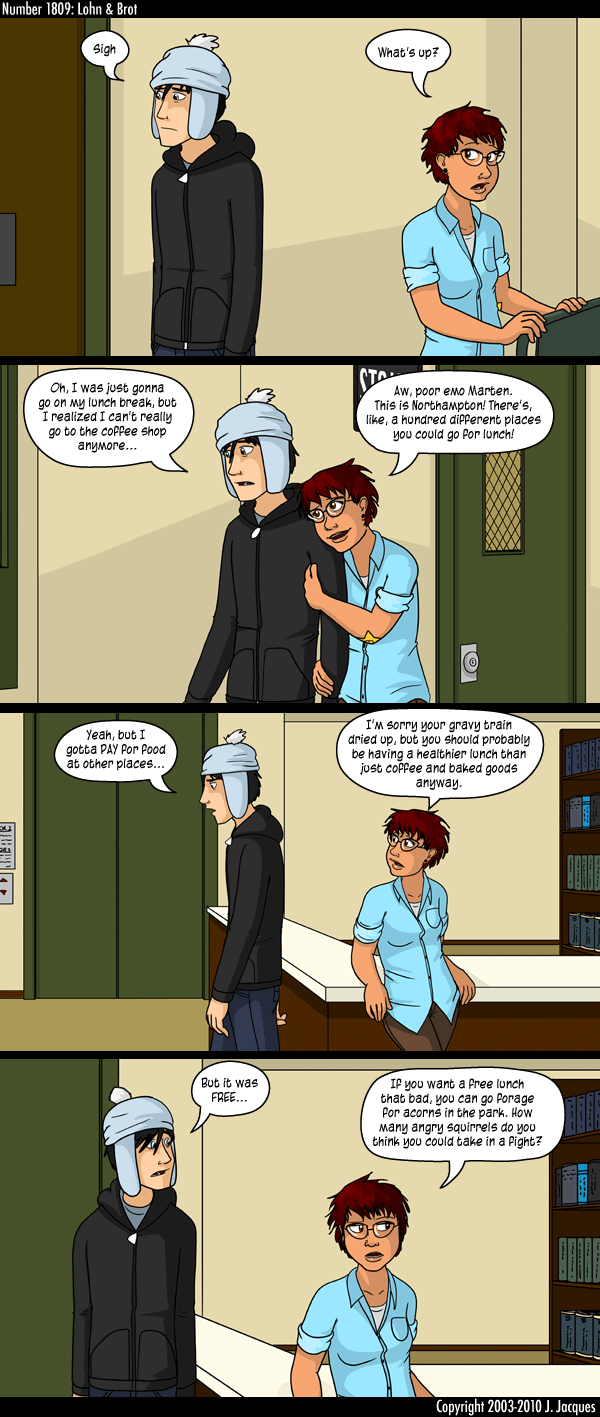 Number 1809: Lohn & Brot
Sigh
What's up?
Oh, I was just gonna
go on my lunch break, but
I realized I can't really
go to the coffee shop
anymore...
Aw, poor emo Marten.
This is Northampton! There's,
like, a hundred different places
you could go for lunch!
Yeah, but I
gotta PAY for food
at other places...
I'm sorry your gravy train
dried up, but you should probably
be having a healthier lunch than
just coffee and baked goods
anyway.
But it was
FREE...
If you want a free lunch
that bad, you can go forage
for acorns in the park. How
many angry squirrels do you
think you could take in a fight?
Copyright 2003-2010 J. Jacques